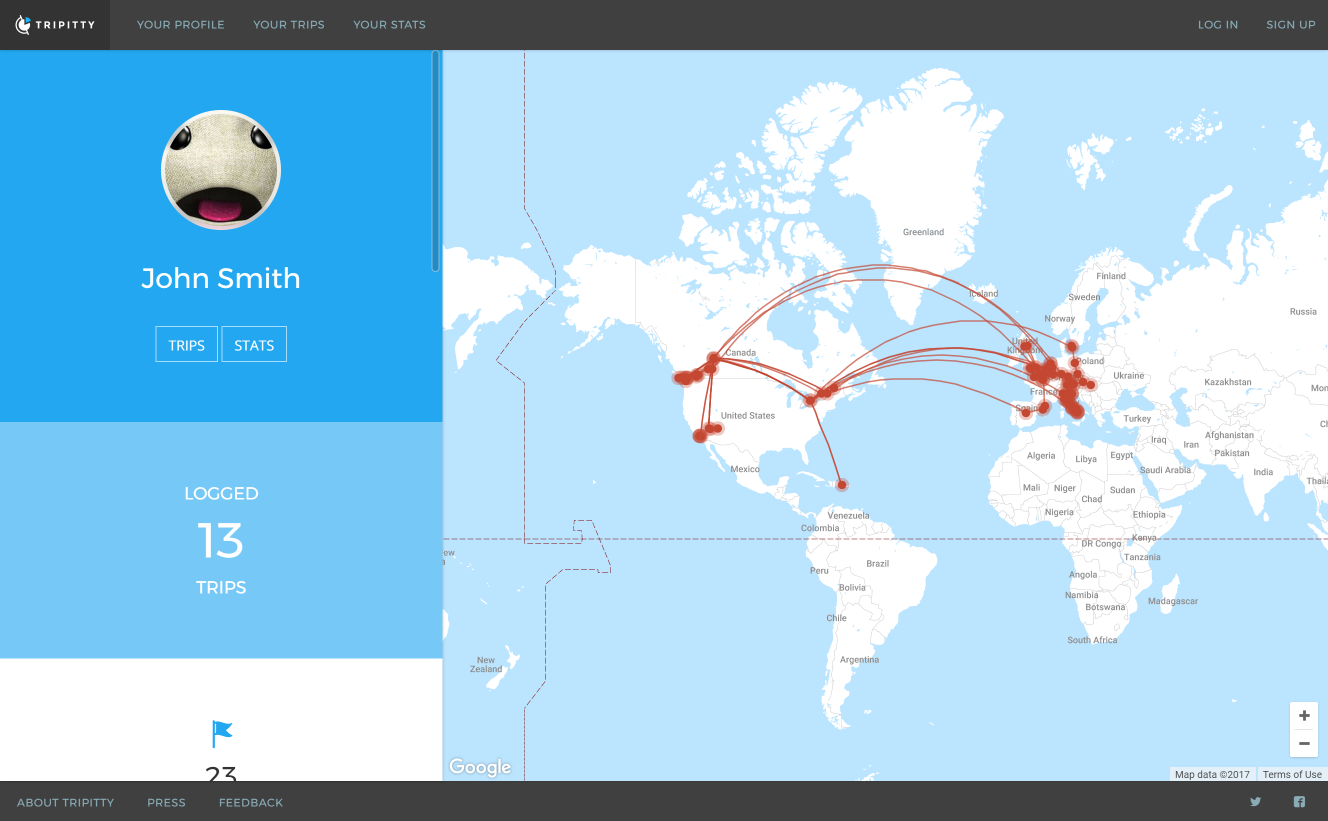 TRIPITTY
YOUR PROFILE
YOUR TRIPS
YOUR STATS
LOG IN
SIGN UP
John Smith
TRIPS
STATS
LOGGED
13
TRIPS
23
Greenland
Iceland
Finland
Sweden
Norway
Russia
United
Kingdom
Canada
Poland
Ukraine
France
Kazakhstan
Spain
United States
Turkey
Afghanistan
Iraq
Iran
Pakistan
Algeria
Libya
Egypt
Saudi Arabia
India
Mexico
Mali
Niger
Chad
Sudan
Nigeria
Ethiopia
Venezuela
Colombia
DR Congo
Kenya
Tanzania
Peru
Brazil
Angola
Bolivia
Namibia
Botswana
Madagascar
Chile
South Africa
New
Zealand
Argentina
+
−
Google
Map data ©2017
Terms of Use
ABOUT TRIPITTY
PRESS
FEEDBACK